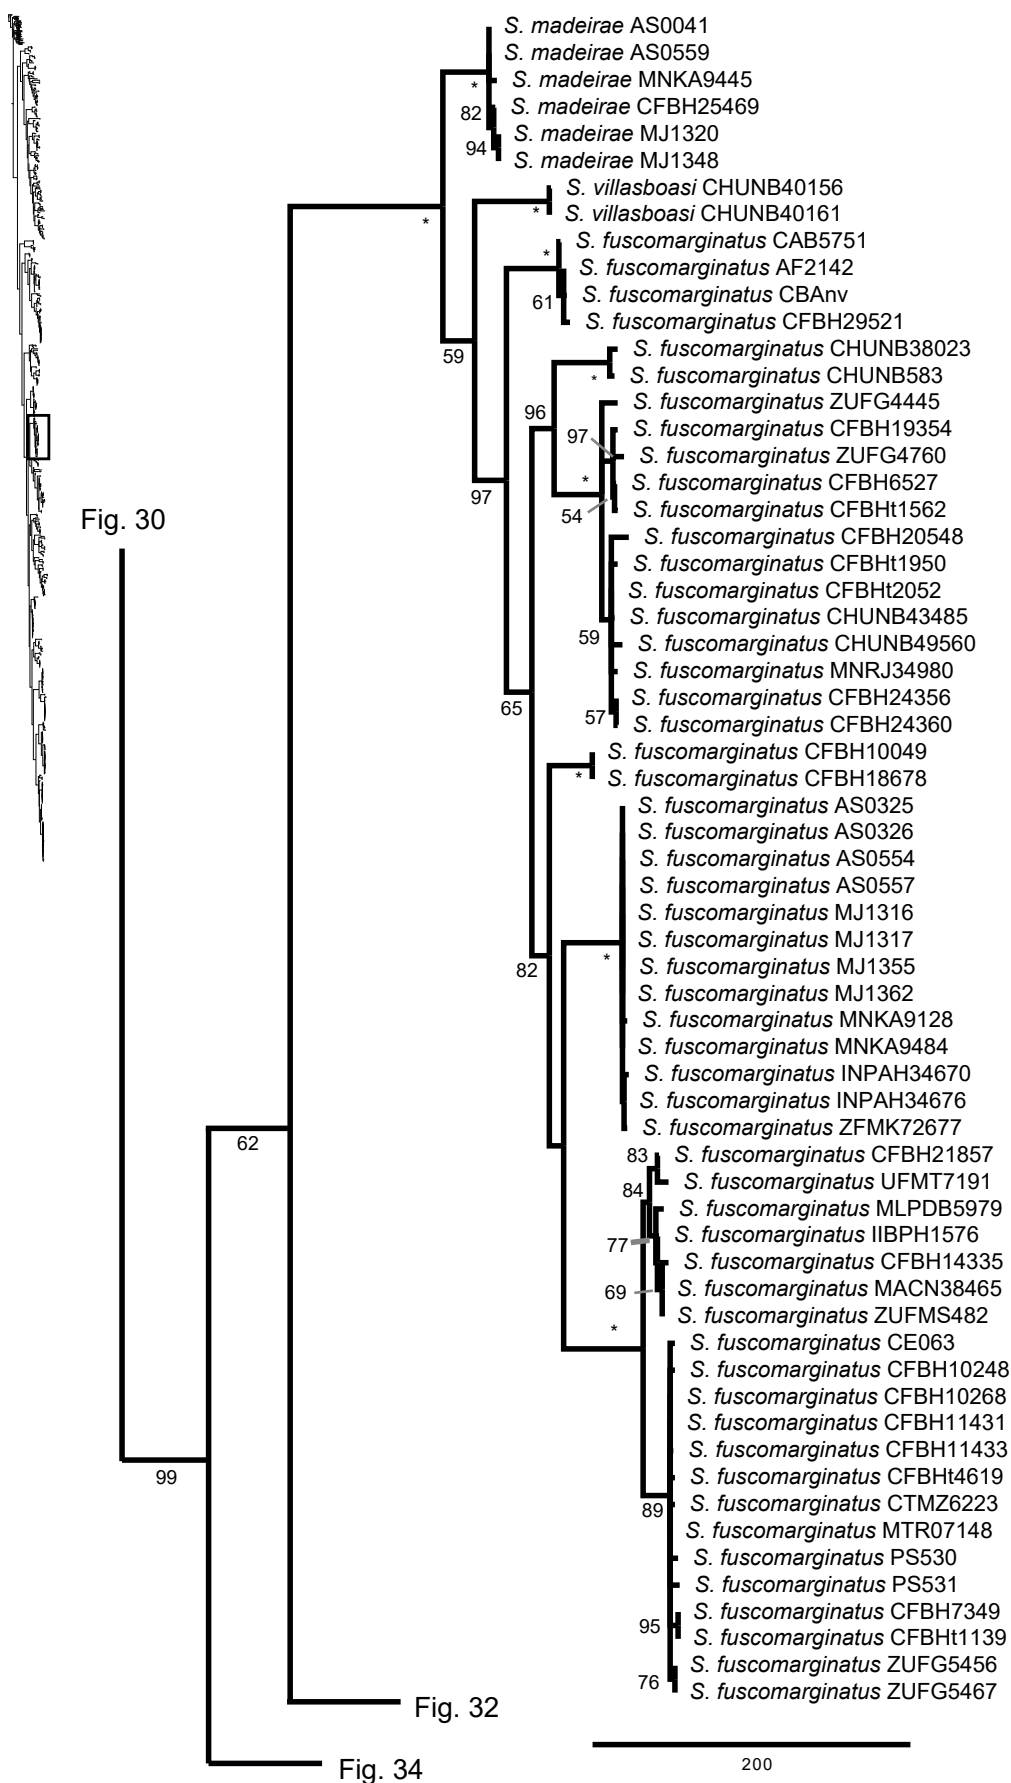 S. madeirae AS0041
S. madeirae AS0559
S. madeirae MNKA9445
*
S. madeirae CFBH25469
82
S. madeirae MJ1320
94
S. madeirae MJ1348
S. villasboasi CHUNB40156
*
S. villasboasi CHUNB40161
*
S. fuscomarginatus CAB5751
*
S. fuscomarginatus AF2142
S. fuscomarginatus CBAnv
61
S. fuscomarginatus CFBH29521
S. fuscomarginatus CHUNB38023
59
S. fuscomarginatus CHUNB583
*
S. fuscomarginatus ZUFG4445
96
S. fuscomarginatus CFBH19354
97
S. fuscomarginatus ZUFG4760
S. fuscomarginatus CFBH6527
*
97
S. fuscomarginatus CFBHt1562
54
Fig. 30
S. fuscomarginatus CFBH20548
S. fuscomarginatus CFBHt1950
S. fuscomarginatus CFBHt2052
S. fuscomarginatus CHUNB43485
59
S. fuscomarginatus CHUNB49560
S. fuscomarginatus MNRJ34980
S. fuscomarginatus CFBH24356
65
57
S. fuscomarginatus CFBH24360
S. fuscomarginatus CFBH10049
*
S. fuscomarginatus CFBH18678
S. fuscomarginatus AS0325
S. fuscomarginatus AS0326
S. fuscomarginatus AS0554
S. fuscomarginatus AS0557
S. fuscomarginatus MJ1316
S. fuscomarginatus MJ1317
*
S. fuscomarginatus MJ1355
82
S. fuscomarginatus MJ1362
S. fuscomarginatus MNKA9128
S. fuscomarginatus MNKA9484
S. fuscomarginatus INPAH34670
S. fuscomarginatus INPAH34676
S. fuscomarginatus ZFMK72677
62
83
S. fuscomarginatus CFBH21857
S. fuscomarginatus UFMT7191
84
S. fuscomarginatus MLPDB5979
S. fuscomarginatus IIBPH1576
77
S. fuscomarginatus CFBH14335
S. fuscomarginatus MACN38465
69
S. fuscomarginatus ZUFMS482
*
S. fuscomarginatus CE063
S. fuscomarginatus CFBH10248
S. fuscomarginatus CFBH10268
S. fuscomarginatus CFBH11431
S. fuscomarginatus CFBH11433
S. fuscomarginatus CFBHt4619
99
S. fuscomarginatus CTMZ6223
89
S. fuscomarginatus MTR07148
S. fuscomarginatus PS530
S. fuscomarginatus PS531
S. fuscomarginatus CFBH7349
95
S. fuscomarginatus CFBHt1139
S. fuscomarginatus ZUFG5456
76
S. fuscomarginatus ZUFG5467
Fig. 32
200
Fig. 34